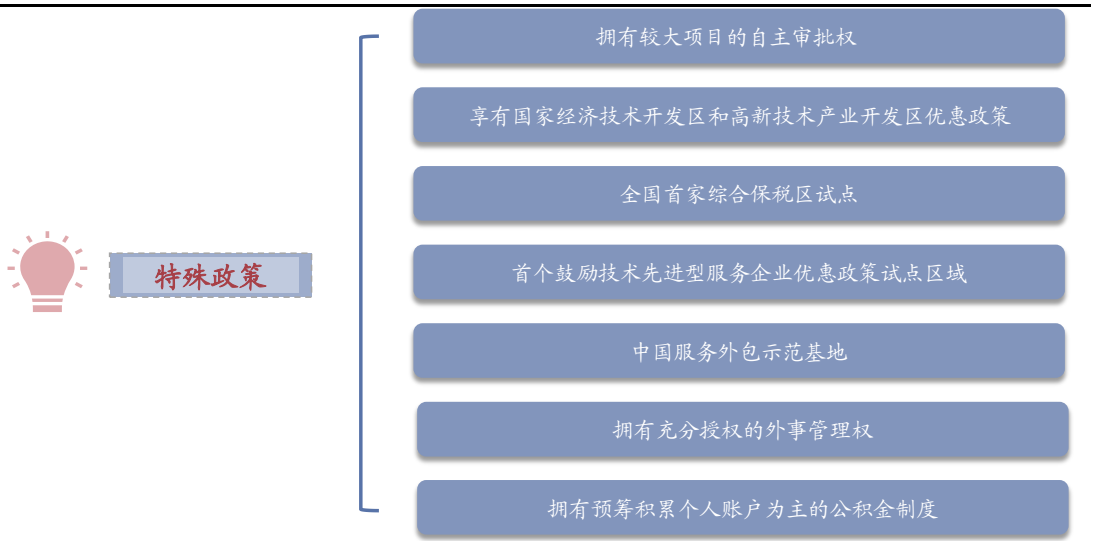 拥有较大项目的自主审批权
享有国家经济技术开发区和高新技术产业开发区优惠政策
全国首家综合保税区试点
首个鼓励技术先进型服务企业优惠政策试点区域
特殊政策
中国服务外包示范基地
拥有充分授权的外事管理权
拥有预筹积累个人账户为主的公积金制度